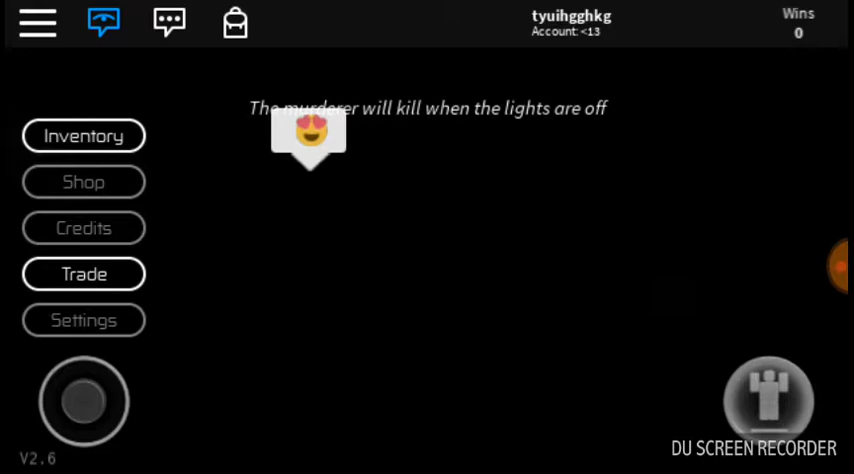 tyuihgghkg
Account: <13
Wins
0
The murderer will kill when the lights are off
Inventory
Shop
Credits
Trade
Settings
V2.6
DU SCREEN RECORDER